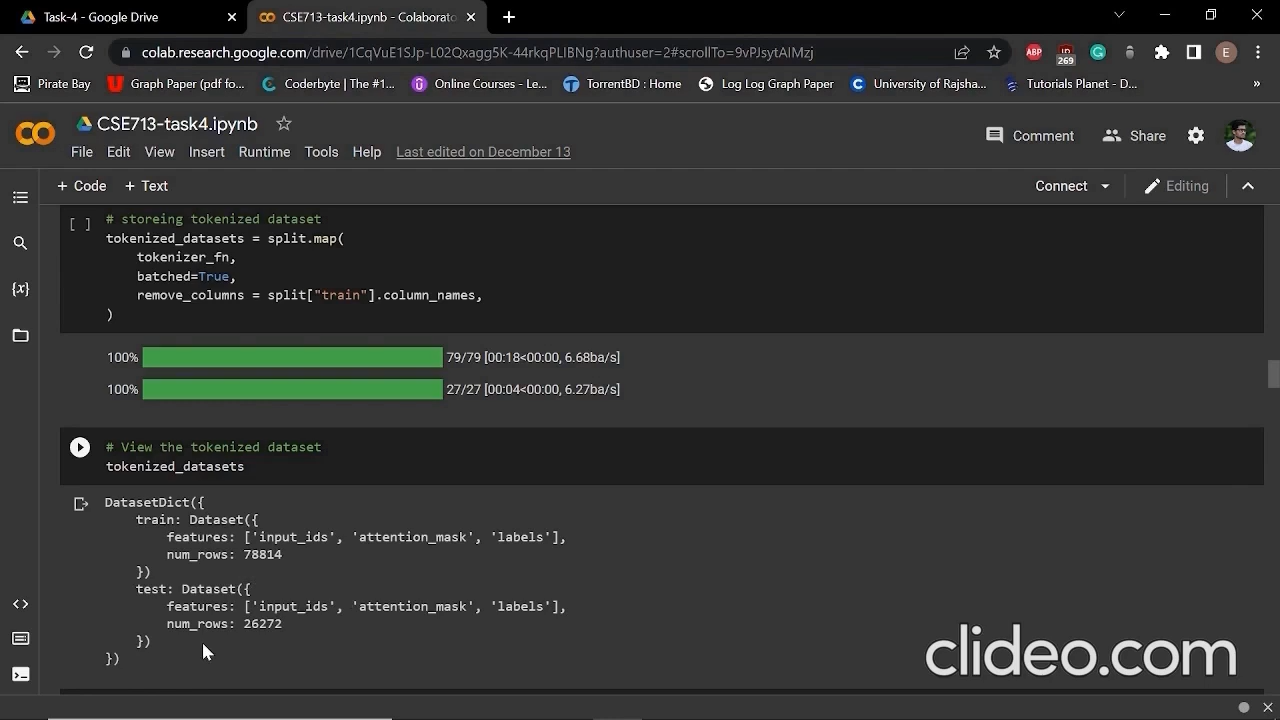 Task-4 - Google Drive
CSE713-task4.ipynb - Colaborato
colab.research.google.com/drive/1CqVuE1SJp-L02Qxagg5K-44rkqPLIBNg?authuser=2#scrollTo=9vPJsytAlMzj
ABP
269
E
Pirate Bay
Graph Paper (pdf fo...
Coderbyte | The #1...
Online Courses - Le...
TorrentBD : Home
Log Log Graph Paper
University of Rajsha...
Tutorials Planet - D...
»
CSE713-task4.ipynb
File Edit View Insert Runtime Tools Help Last edited on December 13
Comment
Share
+ Code + Text
Connect
Editing
[ ] # storeing tokenized dataset
tokenized_datasets = split.map(
tokenizer_fn,
batched=True,
remove_columns = split["train"].column_names,
)
{x}
100% 79/79 [00:18<00:00, 6.68ba/s]
100% 27/27 [00:04<00:00, 6.27ba/s]
# View the tokenized dataset
tokenized_datasets
DatasetDict({
train: Dataset({
features: ['input_ids', 'attention_mask', 'labels'],
num_rows: 78814
})
test: Dataset({
features: ['input_ids', 'attention_mask', 'labels'],
num_rows: 26272
})
})
clideo.com